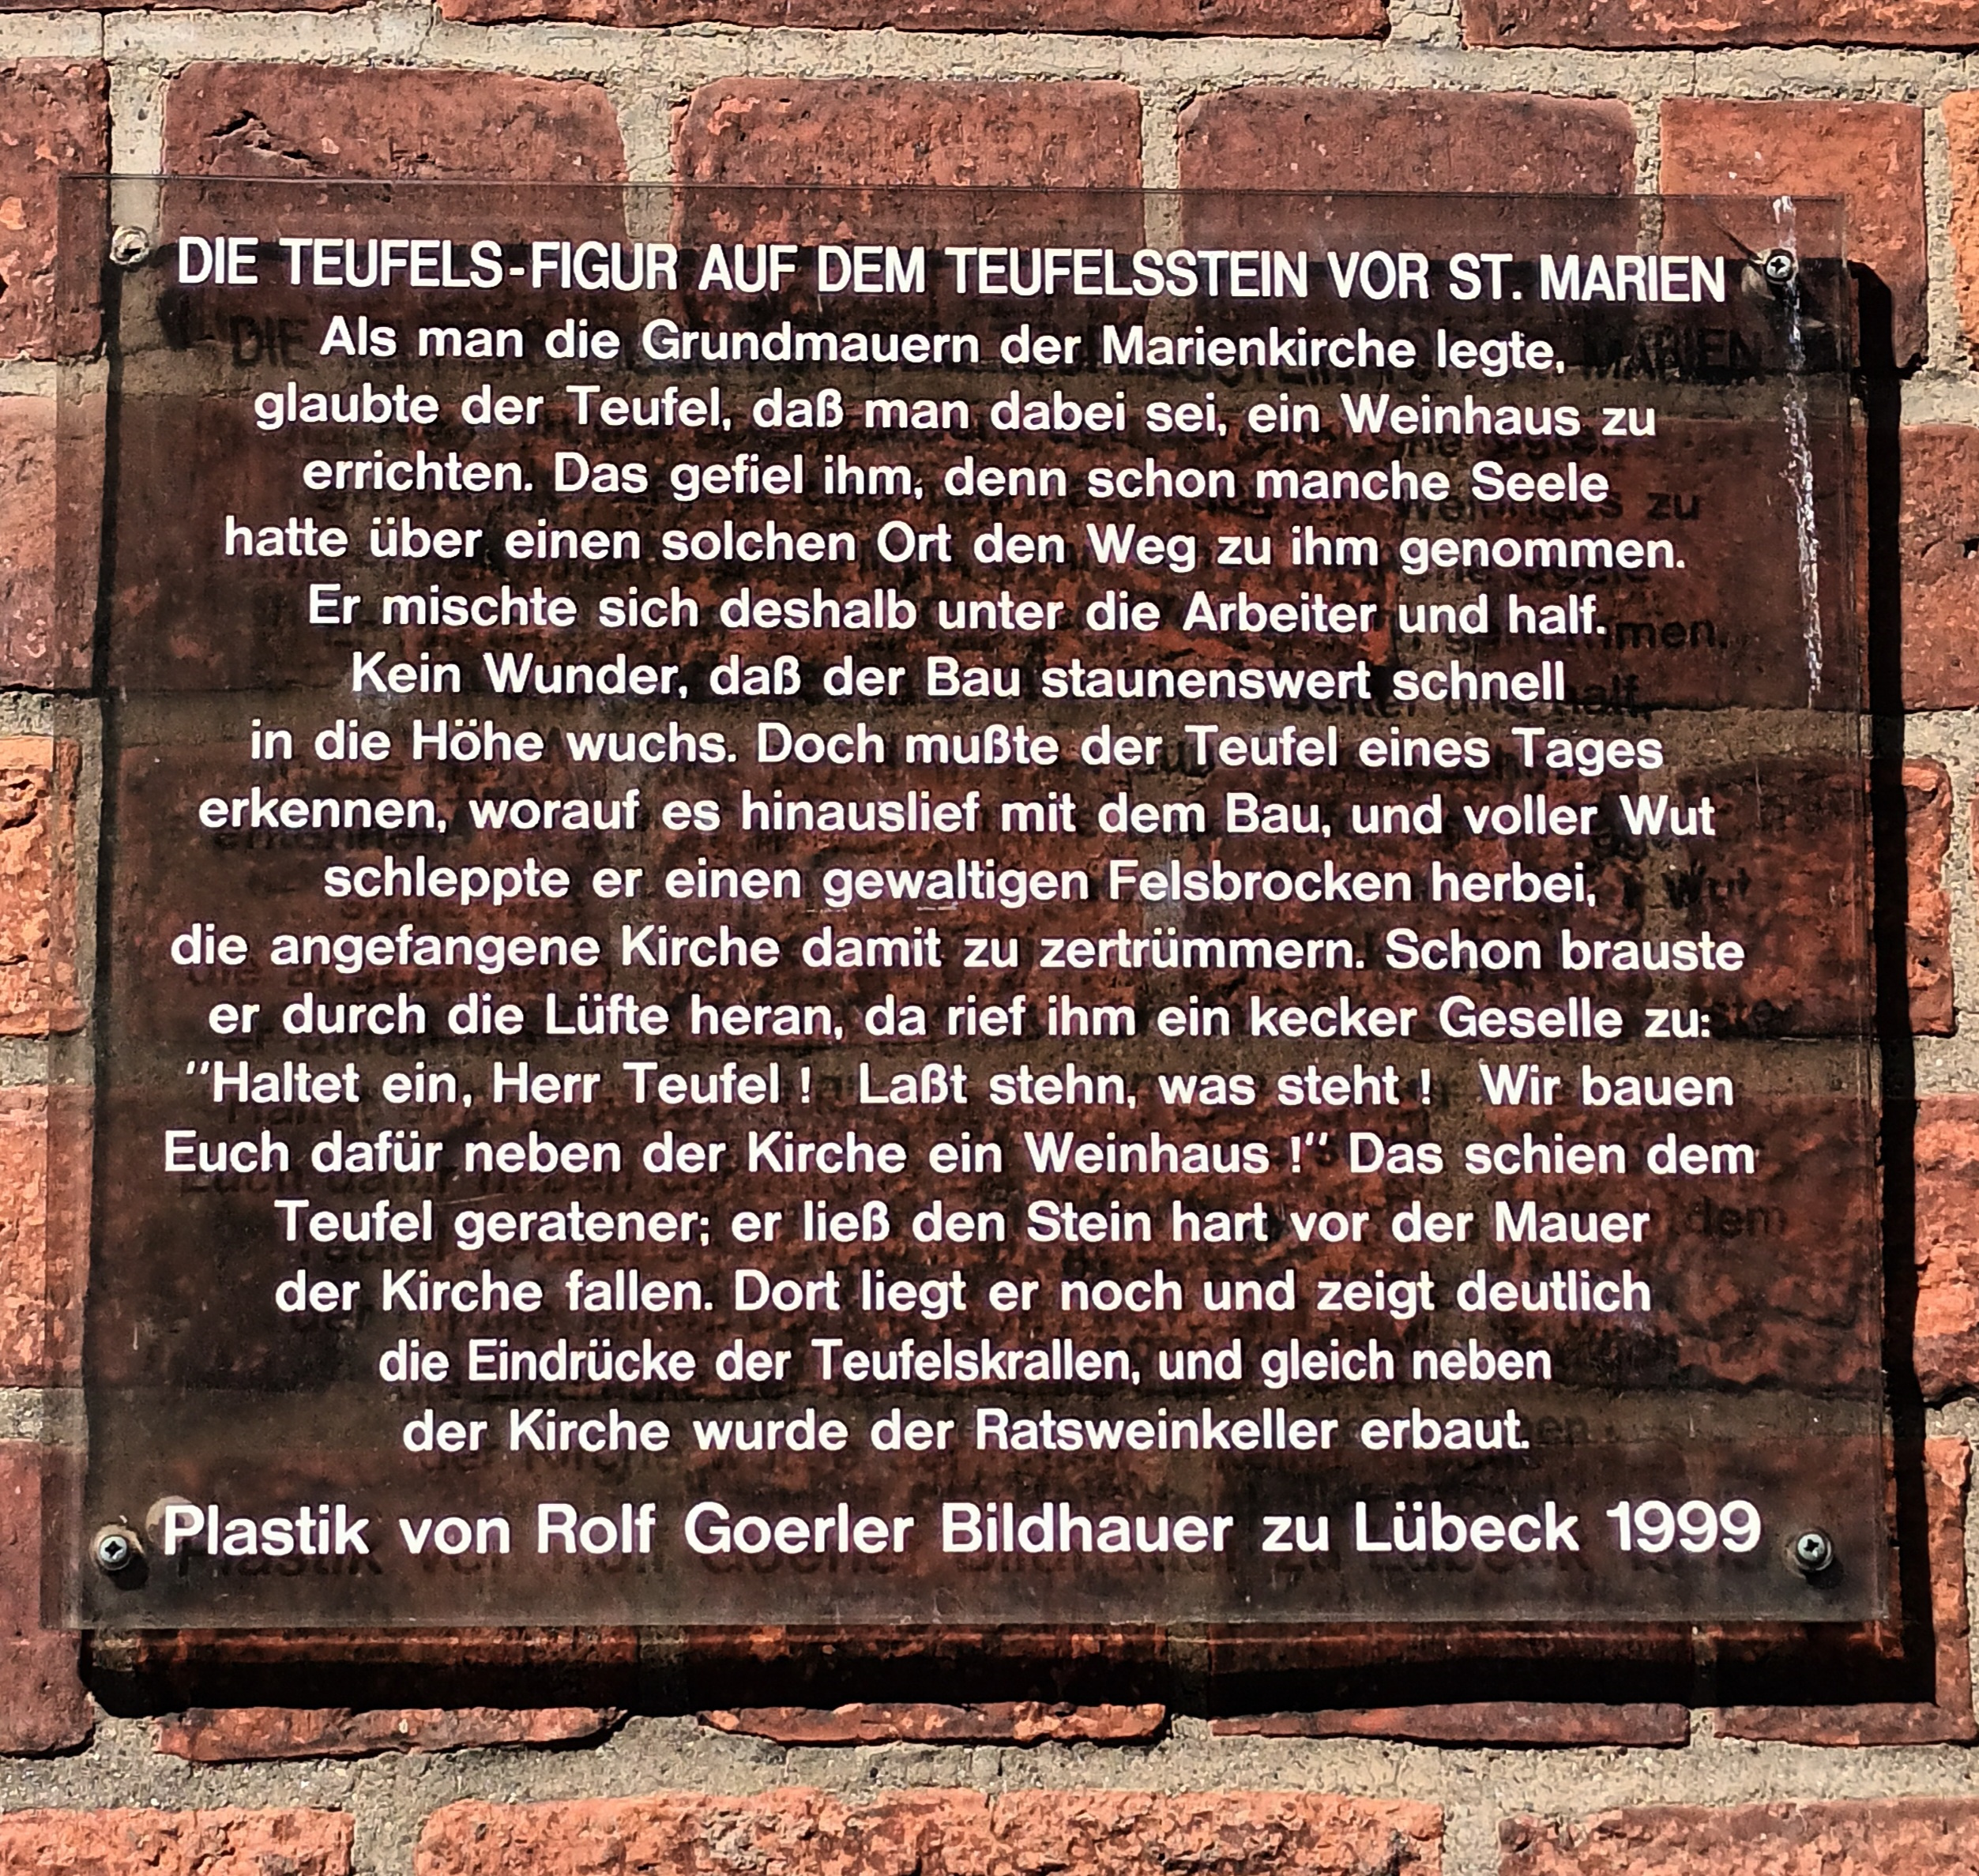 DIE TEUFELS-FIGUR AUF DEM TEUFELSSTEIN VOR ST. MARIEN
Als man die Grundmauern der Marienkirche legte,
glaubte der Teufel, daß man dabei sei, ein Weinhaus zu
errichten. Das gefiel ihm, denn schon manche Seele
hatte über einen solchen Ort den Weg zu ihm genommen.
Er mischte sich deshalb unter die Arbeiter und half.
Kein Wunder, daß der Bau staunenswert schnell
in die Höhe wuchs. Doch mußte der Teufel eines Tages
erkennen, worauf es hinauslief mit dem Bau, und voller Wut
schleppte er einen gewaltigen Felsbrocken herbei,
die angefangene Kirche damit zu zertrümmern. Schon brauste
er durch die Lüfte heran, da rief ihm ein kecker Geselle zu:
"Haltet ein, Herr Teufel ! Laßt stehn, was steht ! Wir bauen
Euch dafür neben der Kirche ein Weinhaus !" Das schien dem
Teufel geratener; er ließ den Stein hart vor der Mauer
der Kirche fallen. Dort liegt er noch und zeigt deutlich
die Eindrücke der Teufelskrallen, und gleich neben
der Kirche wurde der Ratsweinkeller erbaut.
Plastik von Rolf Goerler Bildhauer zu Lübeck 1999